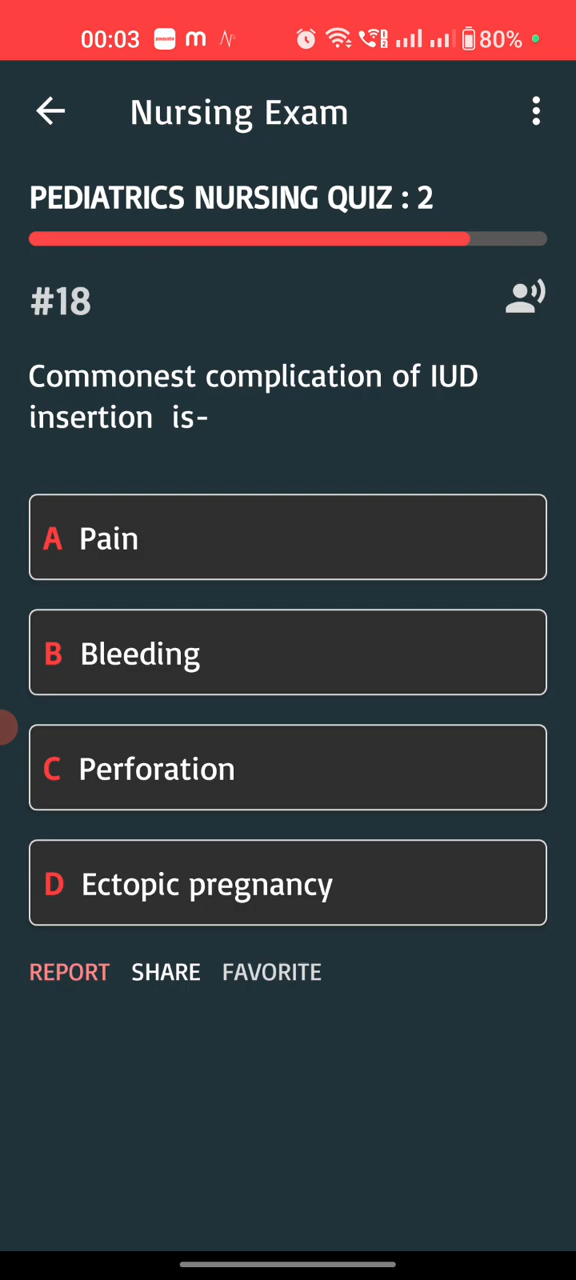 00:03 m 80%
Nursing Exam
PEDIATRICS NURSING QUIZ : 2
#18
Commonest complication of IUD
insertion is-
A Pain
B Bleeding
C Perforation
D Ectopic pregnancy
REPORT SHARE FAVORITE